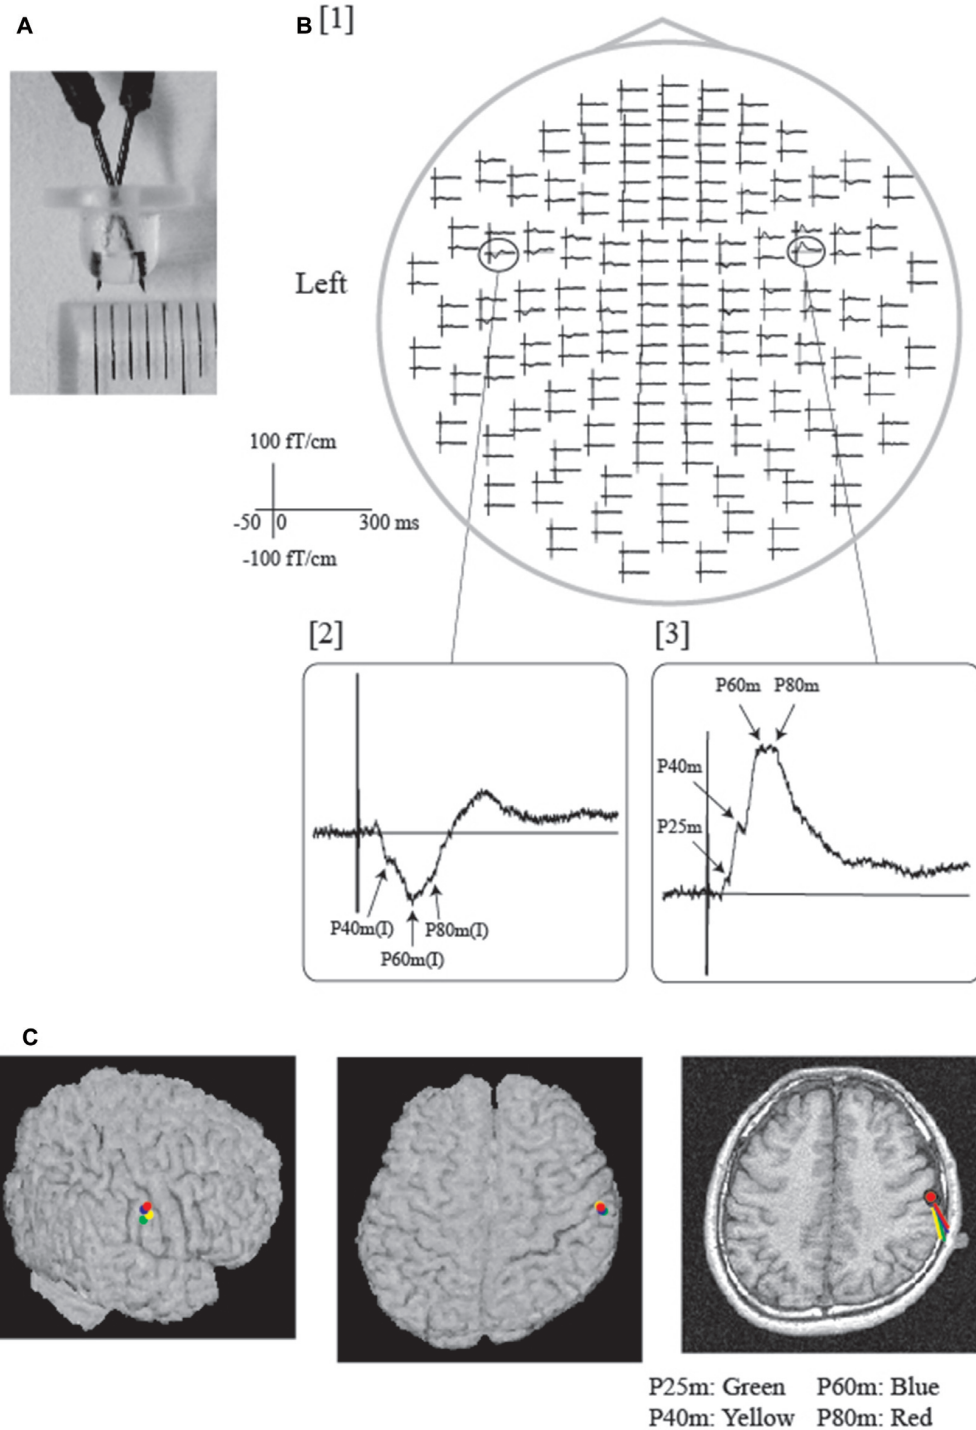 A
B [1]
Left
100 fT/cm
-50 0 300 ms
-100 fT/cm
[2]
[3]
P60m P80m
P40m
P25m
P40m(I)
P80m(I)
P60m(I)
C
P25m: Green P60m: Blue
P40m: Yellow P80m: Red